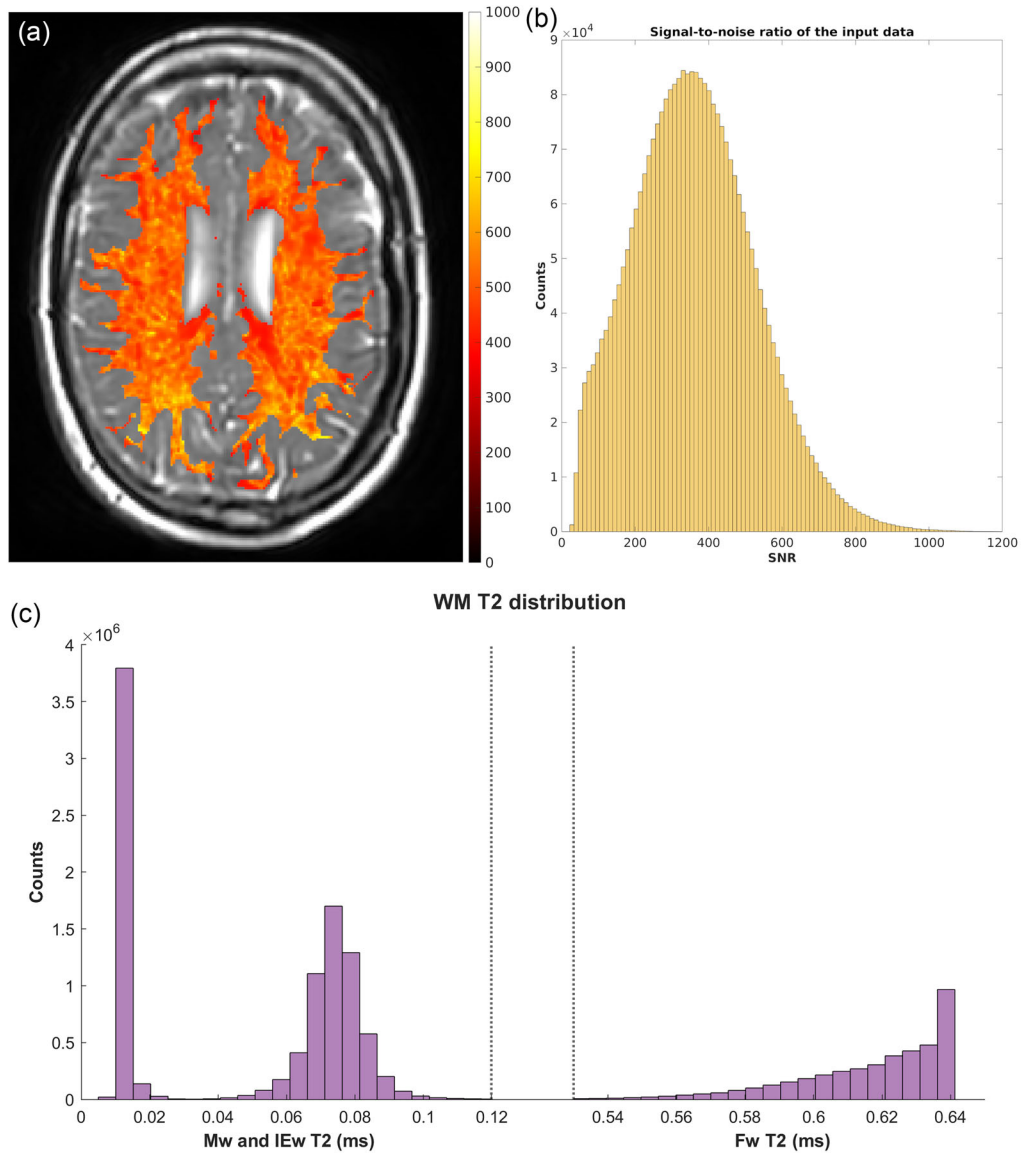 (a)
1000
900
800
700
600
500
400
300
200
100
0
(b)
Signal-to-noise ratio of the input data
×10⁴
9
8
7
6
5
4
3
2
1
0
Counts
0 200 400 600 800 1000 1200
SNR
(c)
WM T2 distribution
×10⁶
4
3.5
3
2.5
2
1.5
1
0.5
0
Counts
0 0.02 0.04 0.06 0.08 0.1 0.12 0.54 0.56 0.58 0.6 0.62 0.64
Mw and IEw T2 (ms) Fw T2 (ms)